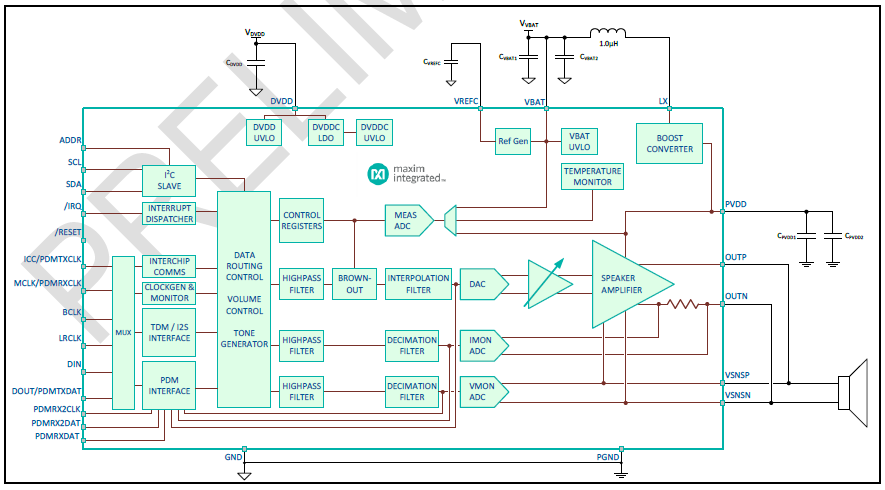 PRELIM
VDVDD
CDVDD
VVBAT
1.0µH
CVREFC
CVBAT1
CVBAT2
DVDD
VREFC
VBAT
LX
DVDD
UVLO
DVDDC
LDO
DVDDC
UVLO
Ref Gen
VBAT
UVLO
BOOST
CONVERTER
ADDR
SCL
SDA
/IRQ
/RESET
ICC/PDMTXCLK
MCLK/PDMRXCLK
BCLK
LRCLK
DIN
DOUT/PDMTXDAT
PDMRX2CLK
PDMRX2DAT
PDMRXDAT
I2C
SLAVE
INTERRUPT
DISPATCHER
maxim
integrated™
TEMPERATURE
MONITOR
MUX
INTERCHIP
COMMS
CLOCKGEN &
MONITOR
TDM / I2S
INTERFACE
PDM
INTERFACE
DATA
ROUTING
CONTROL
VOLUME
CONTROL
TONE
GENERATOR
CONTROL
REGISTERS
MEAS
ADC
HIGHPASS
FILTER
BROWN-
OUT
INTERPOLATION
FILTER
DAC
SPEAKER
AMPLIFIER
HIGHPASS
FILTER
DECIMATION
FILTER
IMON
ADC
HIGHPASS
FILTER
DECIMATION
FILTER
VMON
ADC
PVDD
CPVDD1
CPVDD2
OUTP
OUTN
VSNSP
VSNSN
GND
PGND